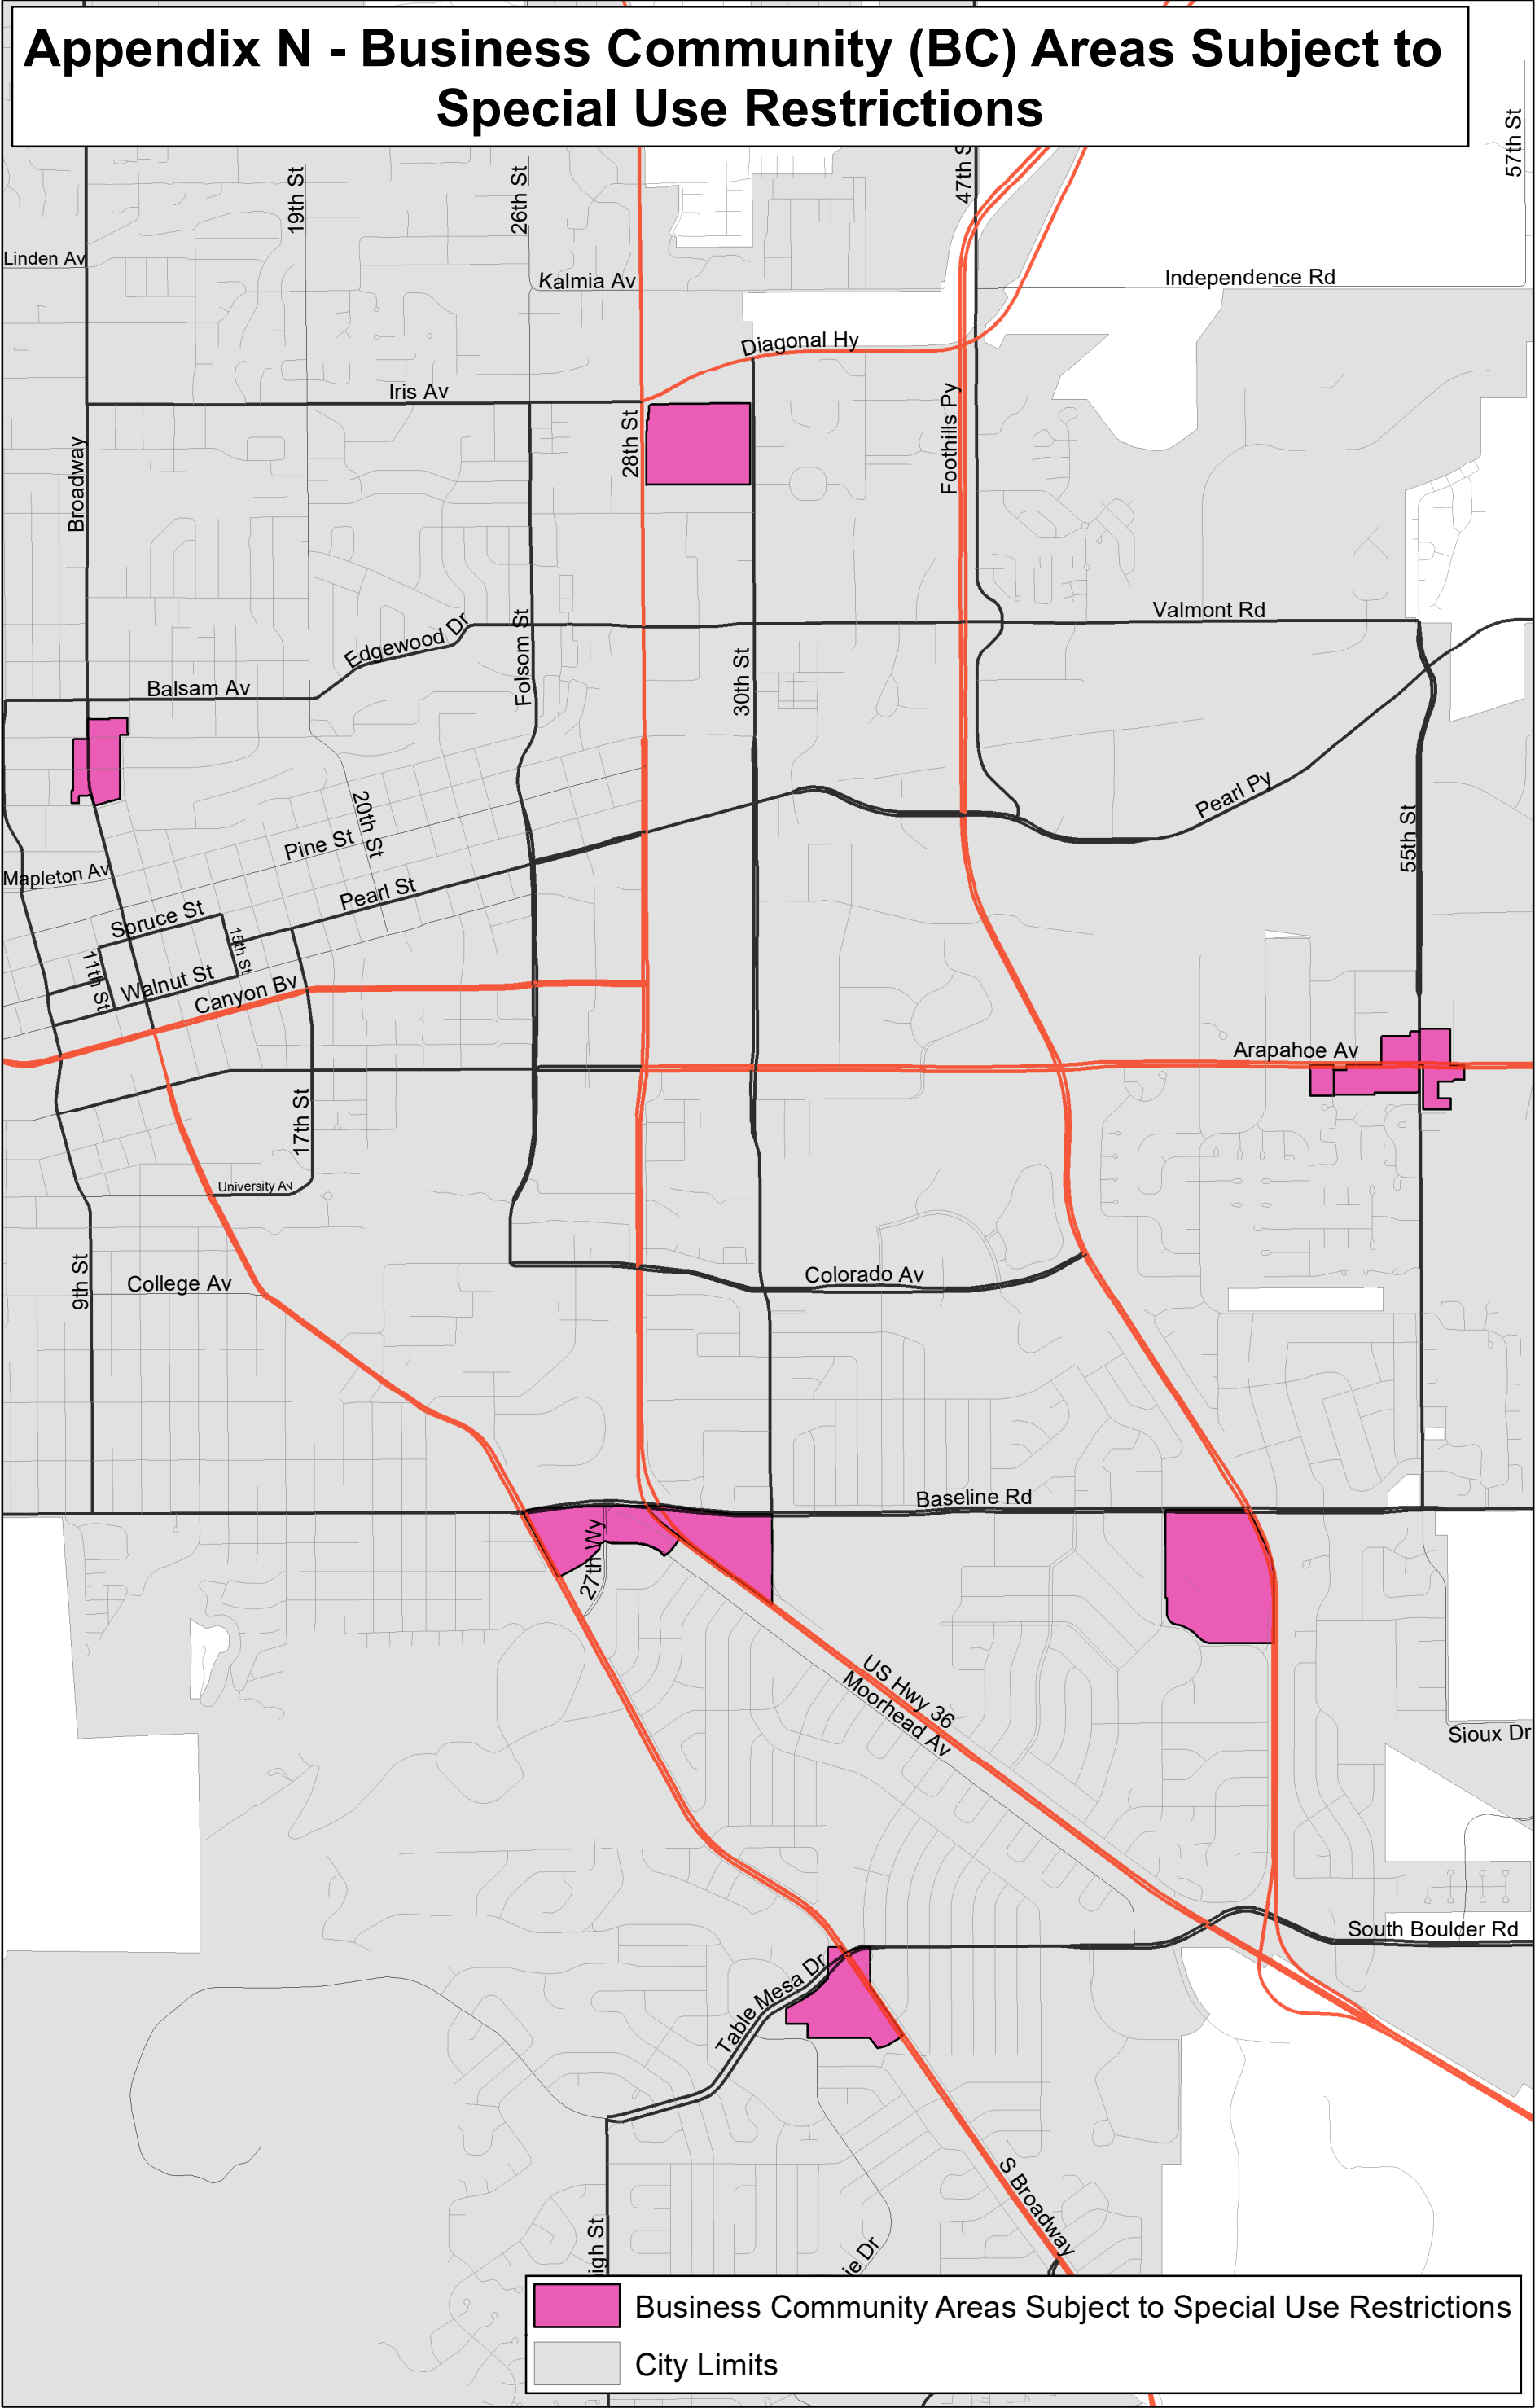 Appendix N - Business Community (BC) Areas Subject to
Special Use Restrictions
57th St
47th S
19th St
26th St
Linden Av
Kalmia Av
Independence Rd
Diagonal Hy
Iris Av
28th St
Foothills Py
Broadway
Valmont Rd
Edgewood Dr
Folsom St
30th St
Balsam Av
Pearl Py
20th St
Pine St
55th St
Mapleton Av
Pearl St
Spruce St
15th St
11th St
Walnut St
Canyon Bv
Arapahoe Av
17th St
University Av
9th St
College Av
Colorado Av
Baseline Rd
27th Wy
US Hwy 36
Moorhead Av
Sioux Dr
South Boulder Rd
Table Mesa Dr
S Broadway
igh St
ie Dr
Business Community Areas Subject to Special Use Restrictions
City Limits